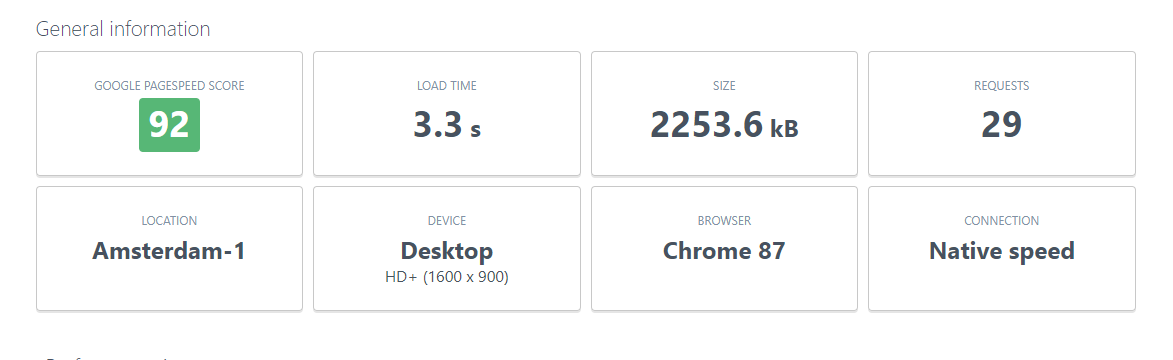 General information
GOOGLE PAGESPEED SCORE
92
LOAD TIME
3.3 s
SIZE
2253.6 kB
REQUESTS
29
LOCATION
Amsterdam-1
DEVICE
Desktop
HD+ (1600 x 900)
BROWSER
Chrome 87
CONNECTION
Native speed